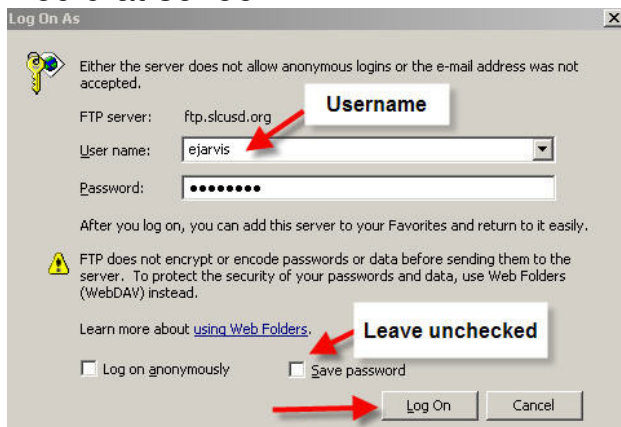 Log On As
Either the server does not allow anonymous logins or the e-mail address was not
accepted.
Username
FTP server: ftp.slcusd.org
User name: ejarvis
Password: ••••••••
After you log on, you can add this server to your Favorites and return to it easily.
FTP does not encrypt or encode passwords or data before sending them to the
server. To protect the security of your passwords and data, use Web Folders
(WebDAV) instead.
Learn more about using Web Folders.
Leave unchecked
Log on anonymously Save password
Log On Cancel